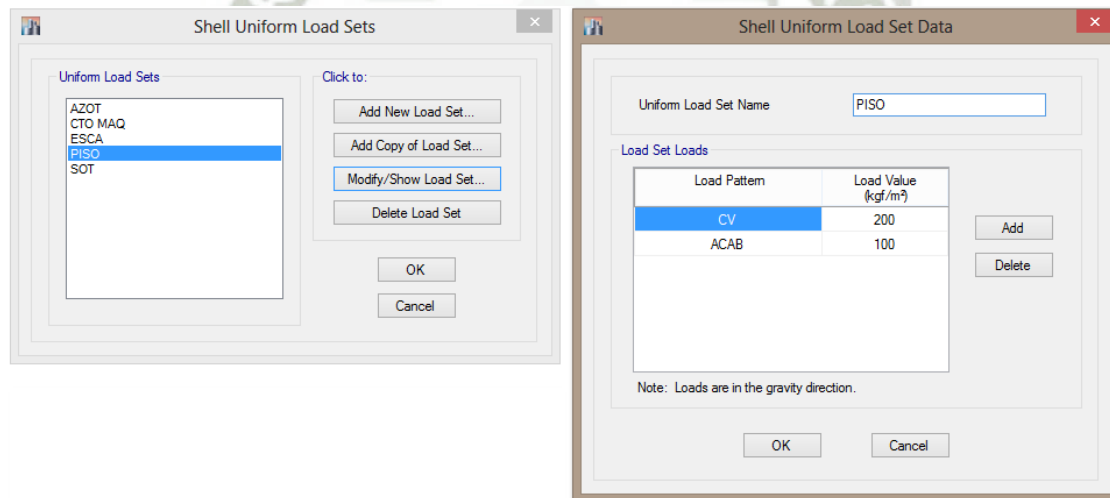 Shell Uniform Load Sets
Uniform Load Sets
AZOT
CTO MAQ
ESCA
PISO
SOT
Click to:
Add New Load Set...
Add Copy of Load Set...
Modify/Show Load Set...
Delete Load Set
OK
Cancel
Shell Uniform Load Set Data
Uniform Load Set Name PISO
Load Set Loads
Load Pattern Load Value
(kgf/m²)
CV 200
ACAB 100
Add
Delete
Note: Loads are in the gravity direction.
OK Cancel